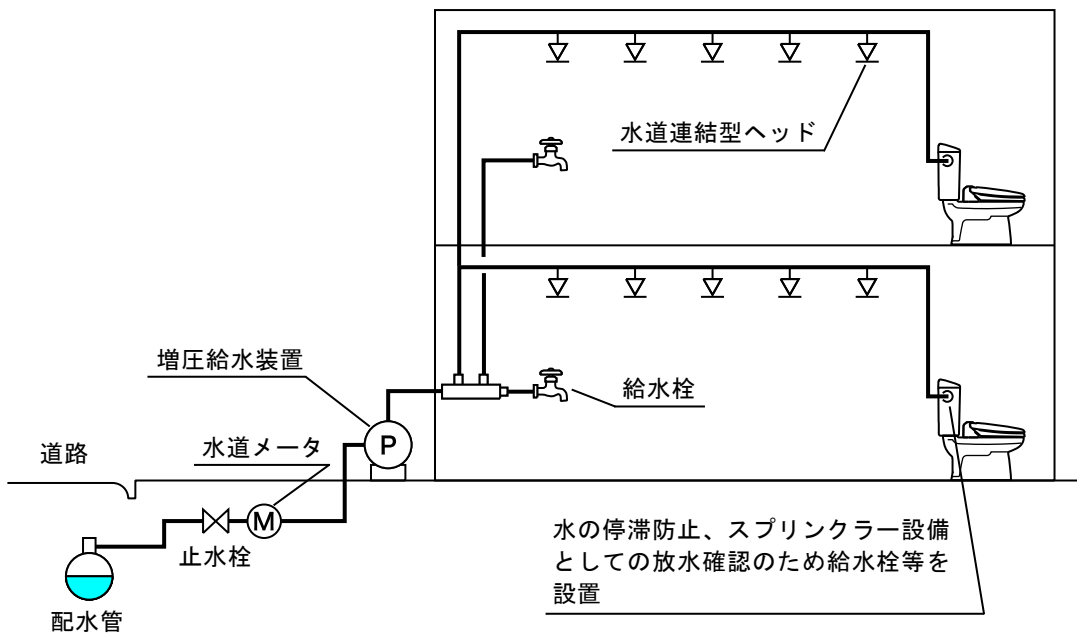 水道連結型ヘッド
増圧給水装置
給水栓
道路
水道メータ
P
M
止水栓
配水管
水の停滞防止、スプリンクラー設備
としての放水確認のため給水栓等を
設置